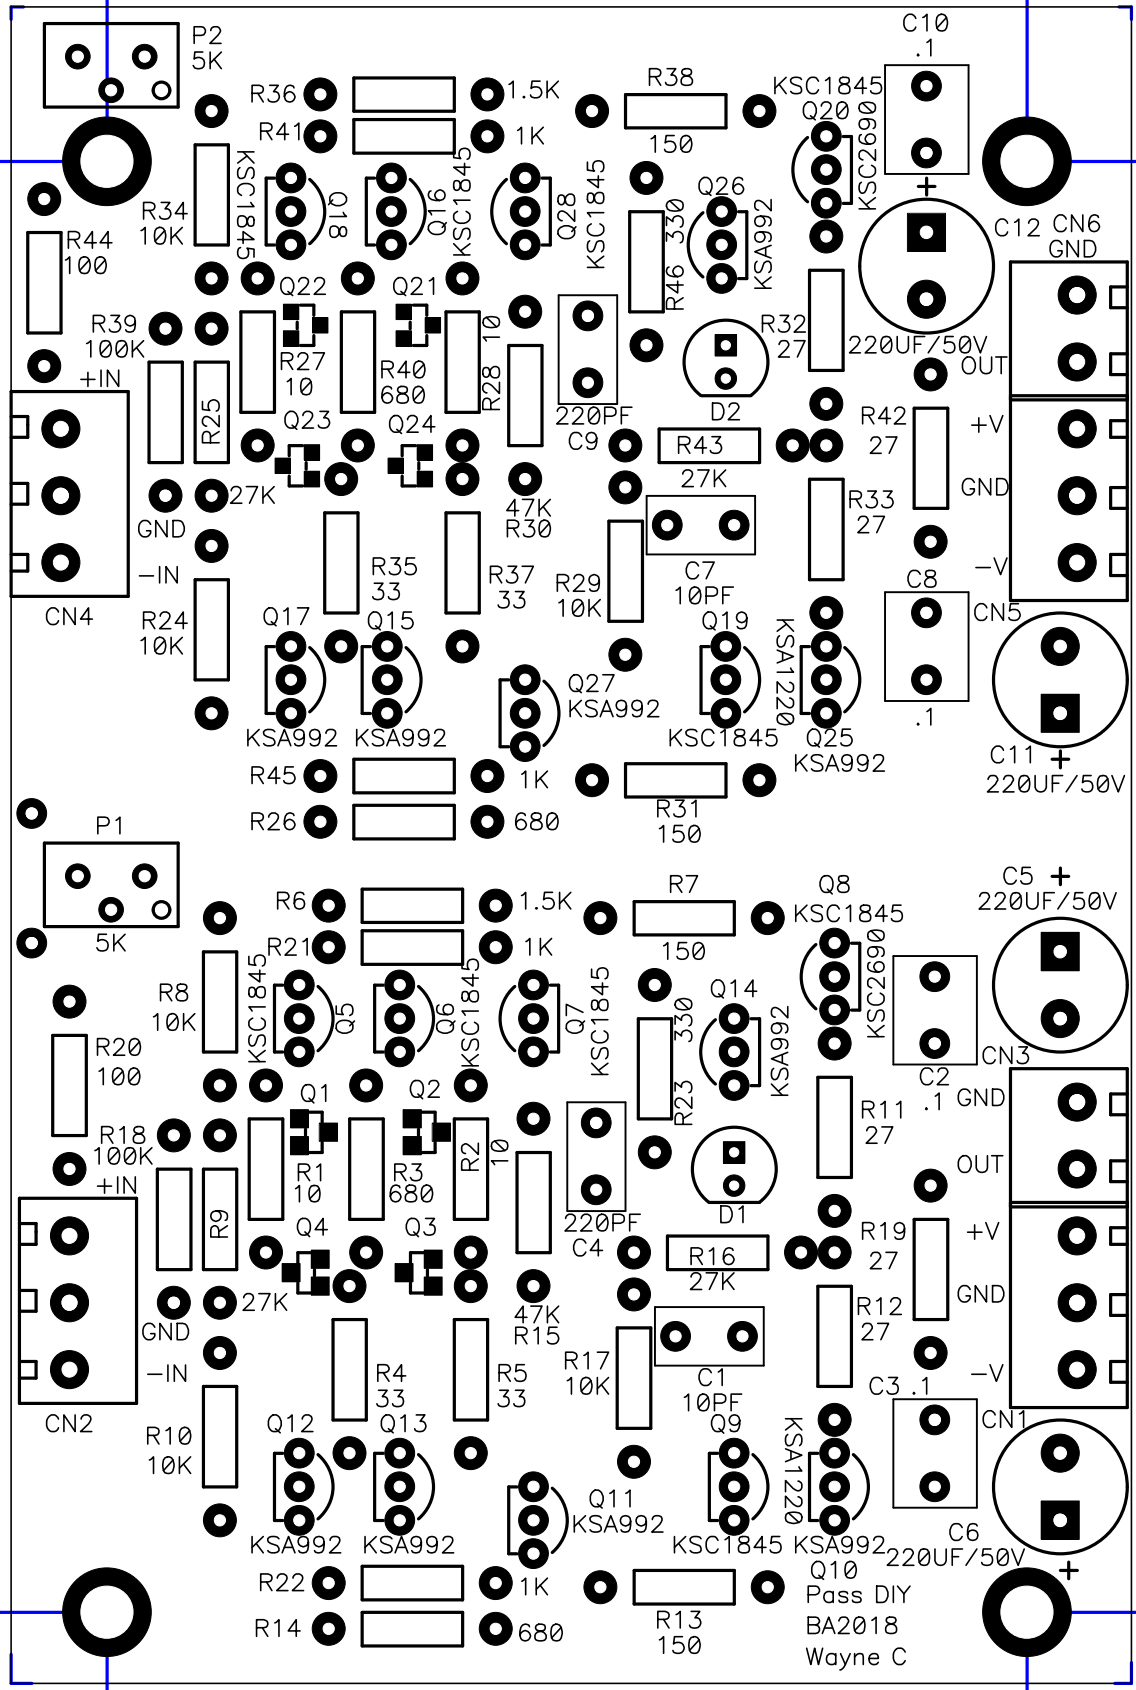 P2
5K
C10
.1
R36
1.5K
R38
150
KSC1845
Q20
KSC2690
R41
1K
R34
10K
KSC1845
Q18
Q16
KSC1845
Q28
KSC1845
330
R46
Q26
KSA992
+
C12
CN6
GND
R44
100
Q22
Q21
R39
100K
+IN
R27
10
R40
680
10
R28
R32
27
220UF/50V
OUT
220PF
C9
D2
R25
Q23
Q24
R43
27K
R42
27
+V
27K
47K
R30
R33
27
GND
GND
-IN
R35
33
R37
33
R29
10K
C7
10PF
C8
-V
CN4
R24
10K
Q17
Q15
Q19
KSA1220
CN5
Q27
KSA992
.1
KSA992
KSA992
KSC1845
Q25
KSA992
C11
+
220UF/50V
R45
1K
R26
680
R31
150
P1
5K
R6
1.5K
R7
150
Q8
KSC1845
KSC2690
C5
+
220UF/50V
R21
1K
R8
10K
KSC1845
Q5
Q6
KSC1845
Q7
KSC1845
330
R23
Q14
KSA992
R20
100
CN3
C2
.1
GND
Q1
Q2
R18
100K
+IN
R1
10
R3
680
R2
10
R11
27
OUT
220PF
C4
D1
R9
Q4
Q3
R16
27K
R19
27
+V
27K
47K
R15
R12
27
GND
GND
-IN
R4
33
R5
33
R17
10K
C1
10PF
C3
.1
-V
CN2
R10
10K
Q12
Q13
Q9
KSA1220
CN1
Q11
KSA992
KSA992
KSA992
KSC1845
KSA992
Q10
C6
220UF/50V
+
R22
1K
R14
680
R13
150
Pass DIY
BA2018
Wayne C